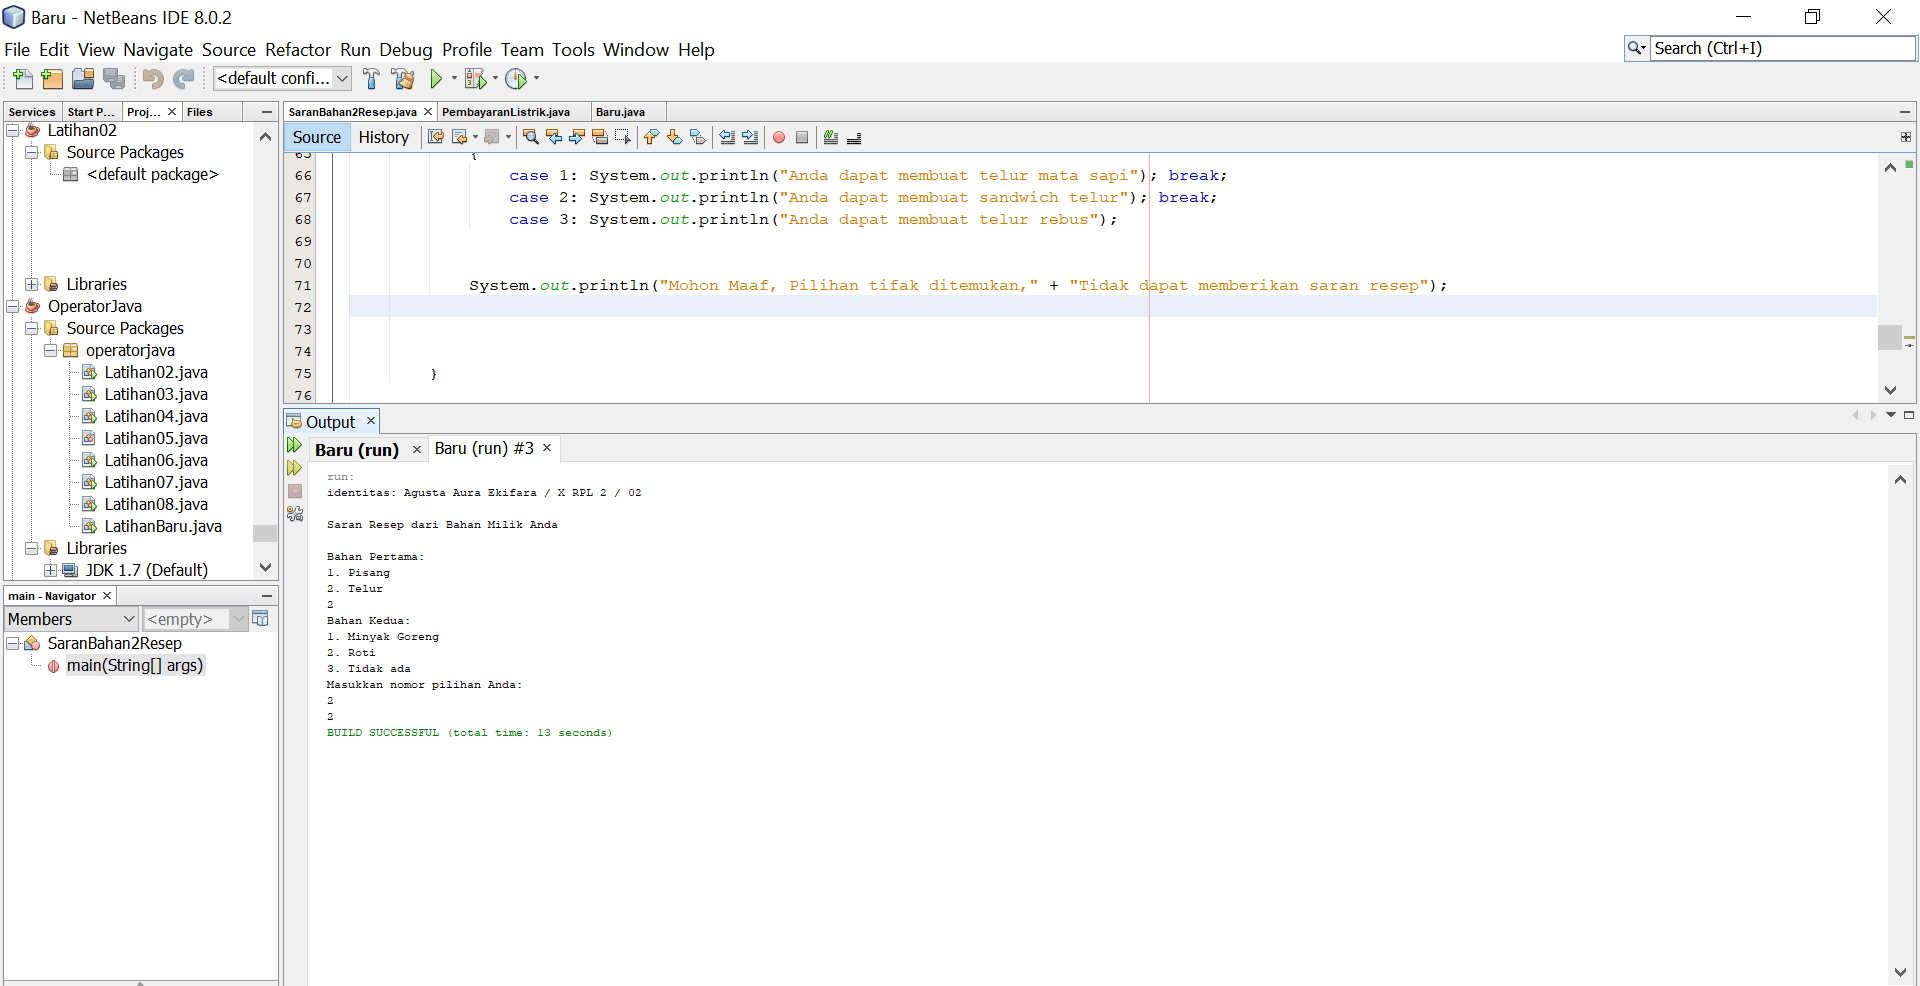 Baru - NetBeans IDE 8.0.2
File Edit View Navigate Source Refactor Run Debug Profile Team Tools Window Help
Search (Ctrl+I)
<default confi...
Services Start P... Proj... Files
Latihan02
Source Packages
<default package>
Libraries
OperatorJava
Source Packages
operatorjava
Latihan02.java
Latihan03.java
Latihan04.java
Latihan05.java
Latihan06.java
Latihan07.java
Latihan08.java
LatihanBaru.java
Libraries
JDK 1.7 (Default)
main - Navigator
Members <empty>
SaranBahan2Resep
main(String[] args)
SaranBahan2Resep.java PembayaranListrik.java Baru.java
Source History
65 {
66 case 1: System.out.println("Anda dapat membuat telur mata sapi"); break;
67 case 2: System.out.println("Anda dapat membuat sandwich telur"); break;
68 case 3: System.out.println("Anda dapat membuat telur rebus");
69
70
71 System.out.println("Mohon Maaf, Pilihan tifak ditemukan," + "Tidak dapat memberikan saran resep");
72
73
74
75 }
76
Output
Baru (run) Baru (run) #3
run:
identitas: Agusta Aura Ekifara / X RPL 2 / 02
Saran Resep dari Bahan Milik Anda
Bahan Pertama:
1. Pisang
2. Telur
2
Bahan Kedua:
1. Minyak Goreng
2. Roti
3. Tidak ada
Masukkan nomor pilihan Anda:
2
2
BUILD SUCCESSFUL (total time: 13 seconds)